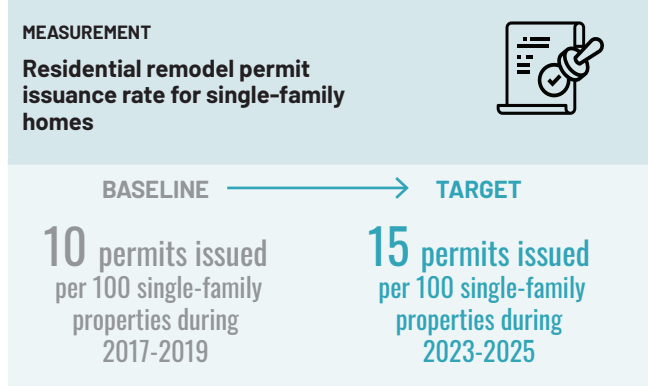 MEASUREMENT
Residential remodel permit
issuance rate for single-family
homes
BASELINE
TARGET
10 permits issued
per 100 single-family
properties during
2017-2019
15 permits issued
per 100 single-family
properties during
2023-2025